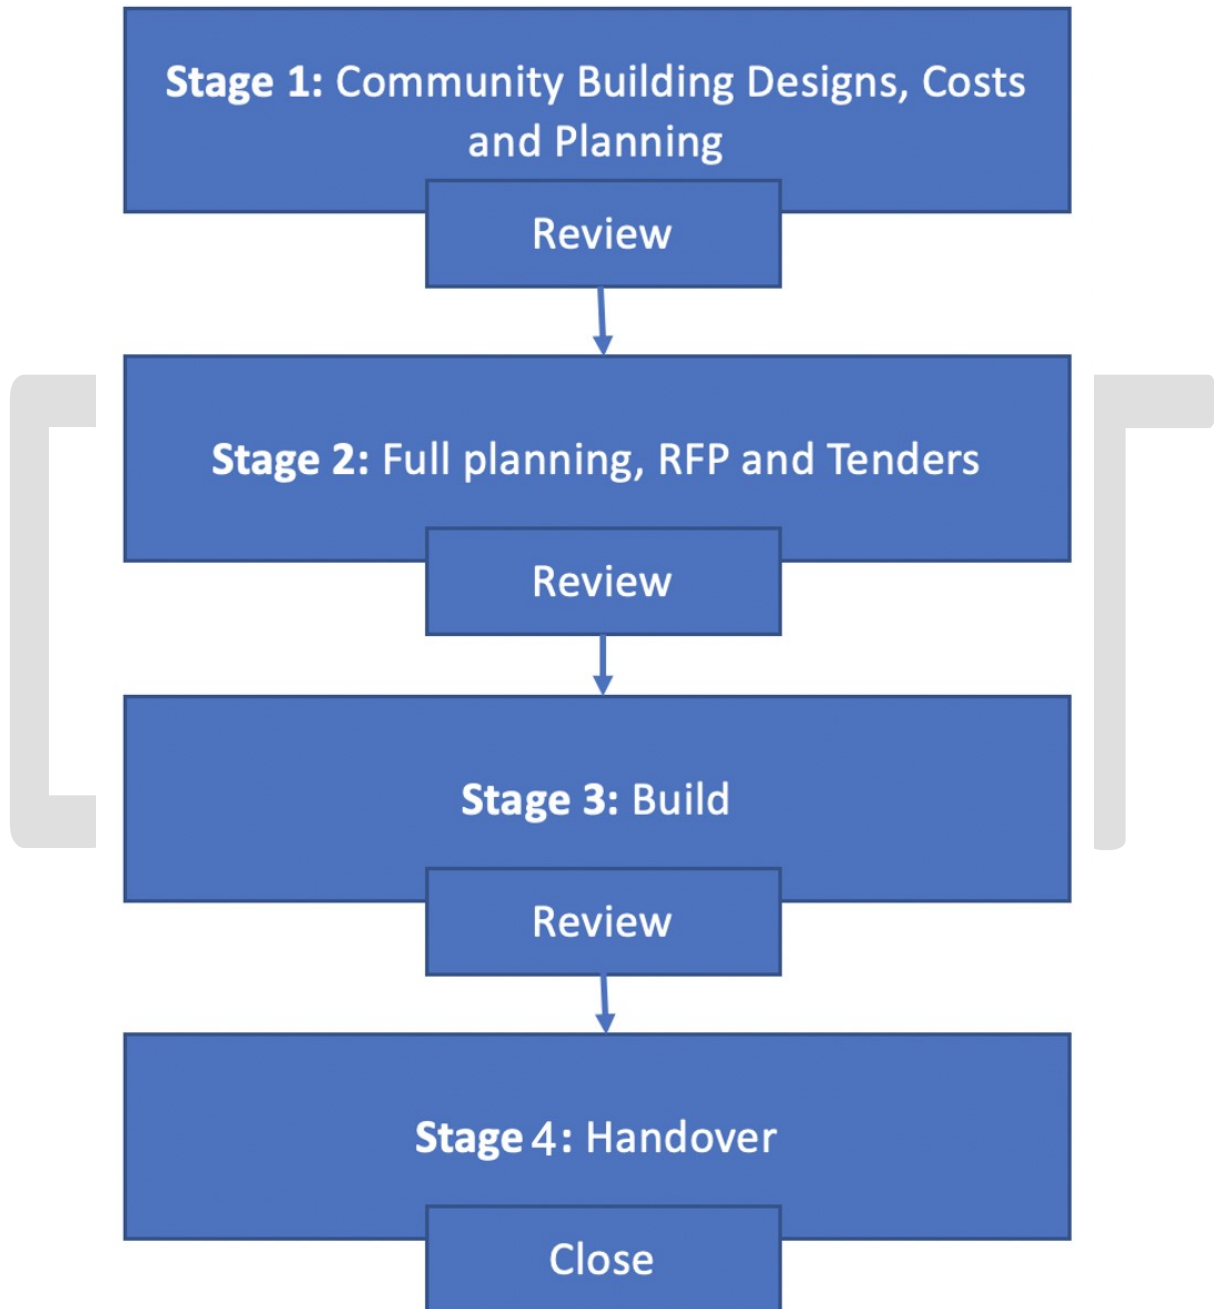 Stage 1: Community Building Designs, Costs
and Planning
Review
Stage 2: Full planning, RFP and Tenders
Review
Stage 3: Build
Review
Stage 4: Handover
Close